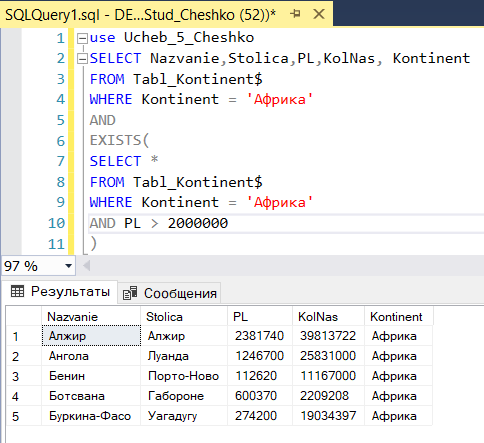 SQLQuery1.sql - DE...Stud_Cheshko (52))*
1 use Ucheb_5_Cheshko
2 SELECT Nazvanie,Stolica,PL,KolNas, Kontinent
3 FROM Tabl_Kontinent$
4 WHERE Kontinent = 'Африка'
5 AND
6 EXISTS(
7 SELECT *
8 FROM Tabl_Kontinent$
9 WHERE Kontinent = 'Африка'
10 AND PL > 2000000
11 )
97 %
Результаты Сообщения
Nazvanie Stolica PL KolNas Kontinent
1 Алжир Алжир 2381740 39813722 Африка
2 Ангола Луанда 1246700 25831000 Африка
3 Бенин Порто-Ново 112620 11167000 Африка
4 Ботсвана Габороне 600370 2209208 Африка
5 Буркина-Фасо Уагадугу 274200 19034397 Африка